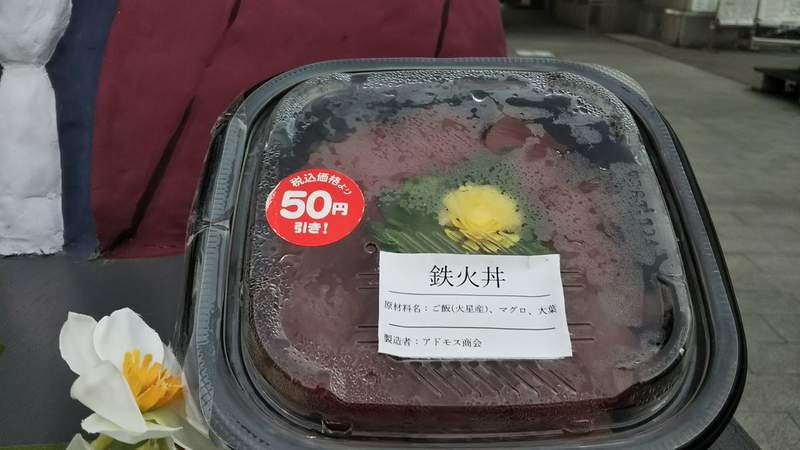 税込価格より
50円
引き!
鉄火丼
原材料名:ご飯(火星産)、マグロ、大葉
製造者:アドモス商会